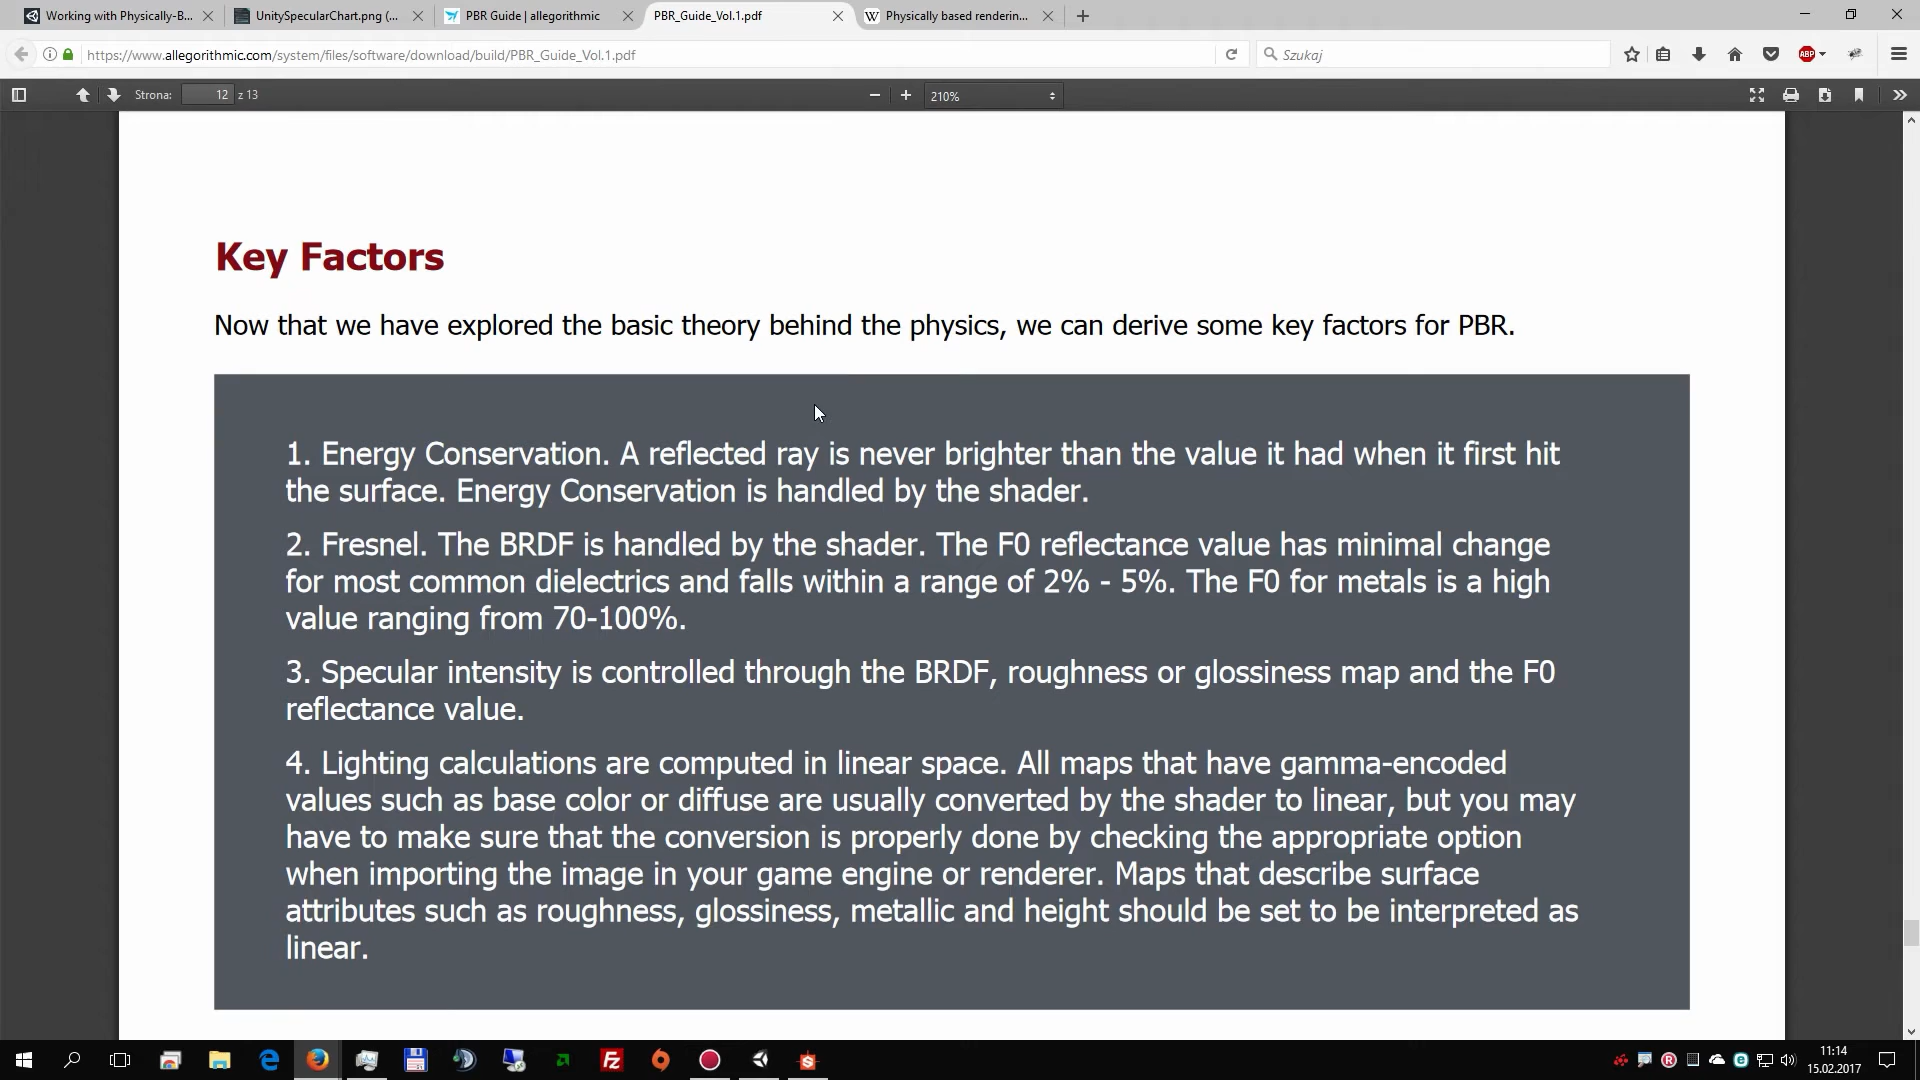 Working with Physically-B...
UnitySpecularChart.png (...
PBR Guide | allegorithmic
PBR_Guide_Vol.1.pdf
Physically based renderin...
https://www.allegorithmic.com/system/files/software/download/build/PBR_Guide_Vol.1.pdf
Szukaj
ABP
Strona: 12 z 13
210%
Key Factors
Now that we have explored the basic theory behind the physics, we can derive some key factors for PBR.
1. Energy Conservation. A reflected ray is never brighter than the value it had when it first hit
the surface. Energy Conservation is handled by the shader.
2. Fresnel. The BRDF is handled by the shader. The F0 reflectance value has minimal change
for most common dielectrics and falls within a range of 2% - 5%. The F0 for metals is a high
value ranging from 70-100%.
3. Specular intensity is controlled through the BRDF, roughness or glossiness map and the F0
reflectance value.
4. Lighting calculations are computed in linear space. All maps that have gamma-encoded
values such as base color or diffuse are usually converted by the shader to linear, but you may
have to make sure that the conversion is properly done by checking the appropriate option
when importing the image in your game engine or renderer. Maps that describe surface
attributes such as roughness, glossiness, metallic and height should be set to be interpreted as
linear.
11:14
15.02.2017